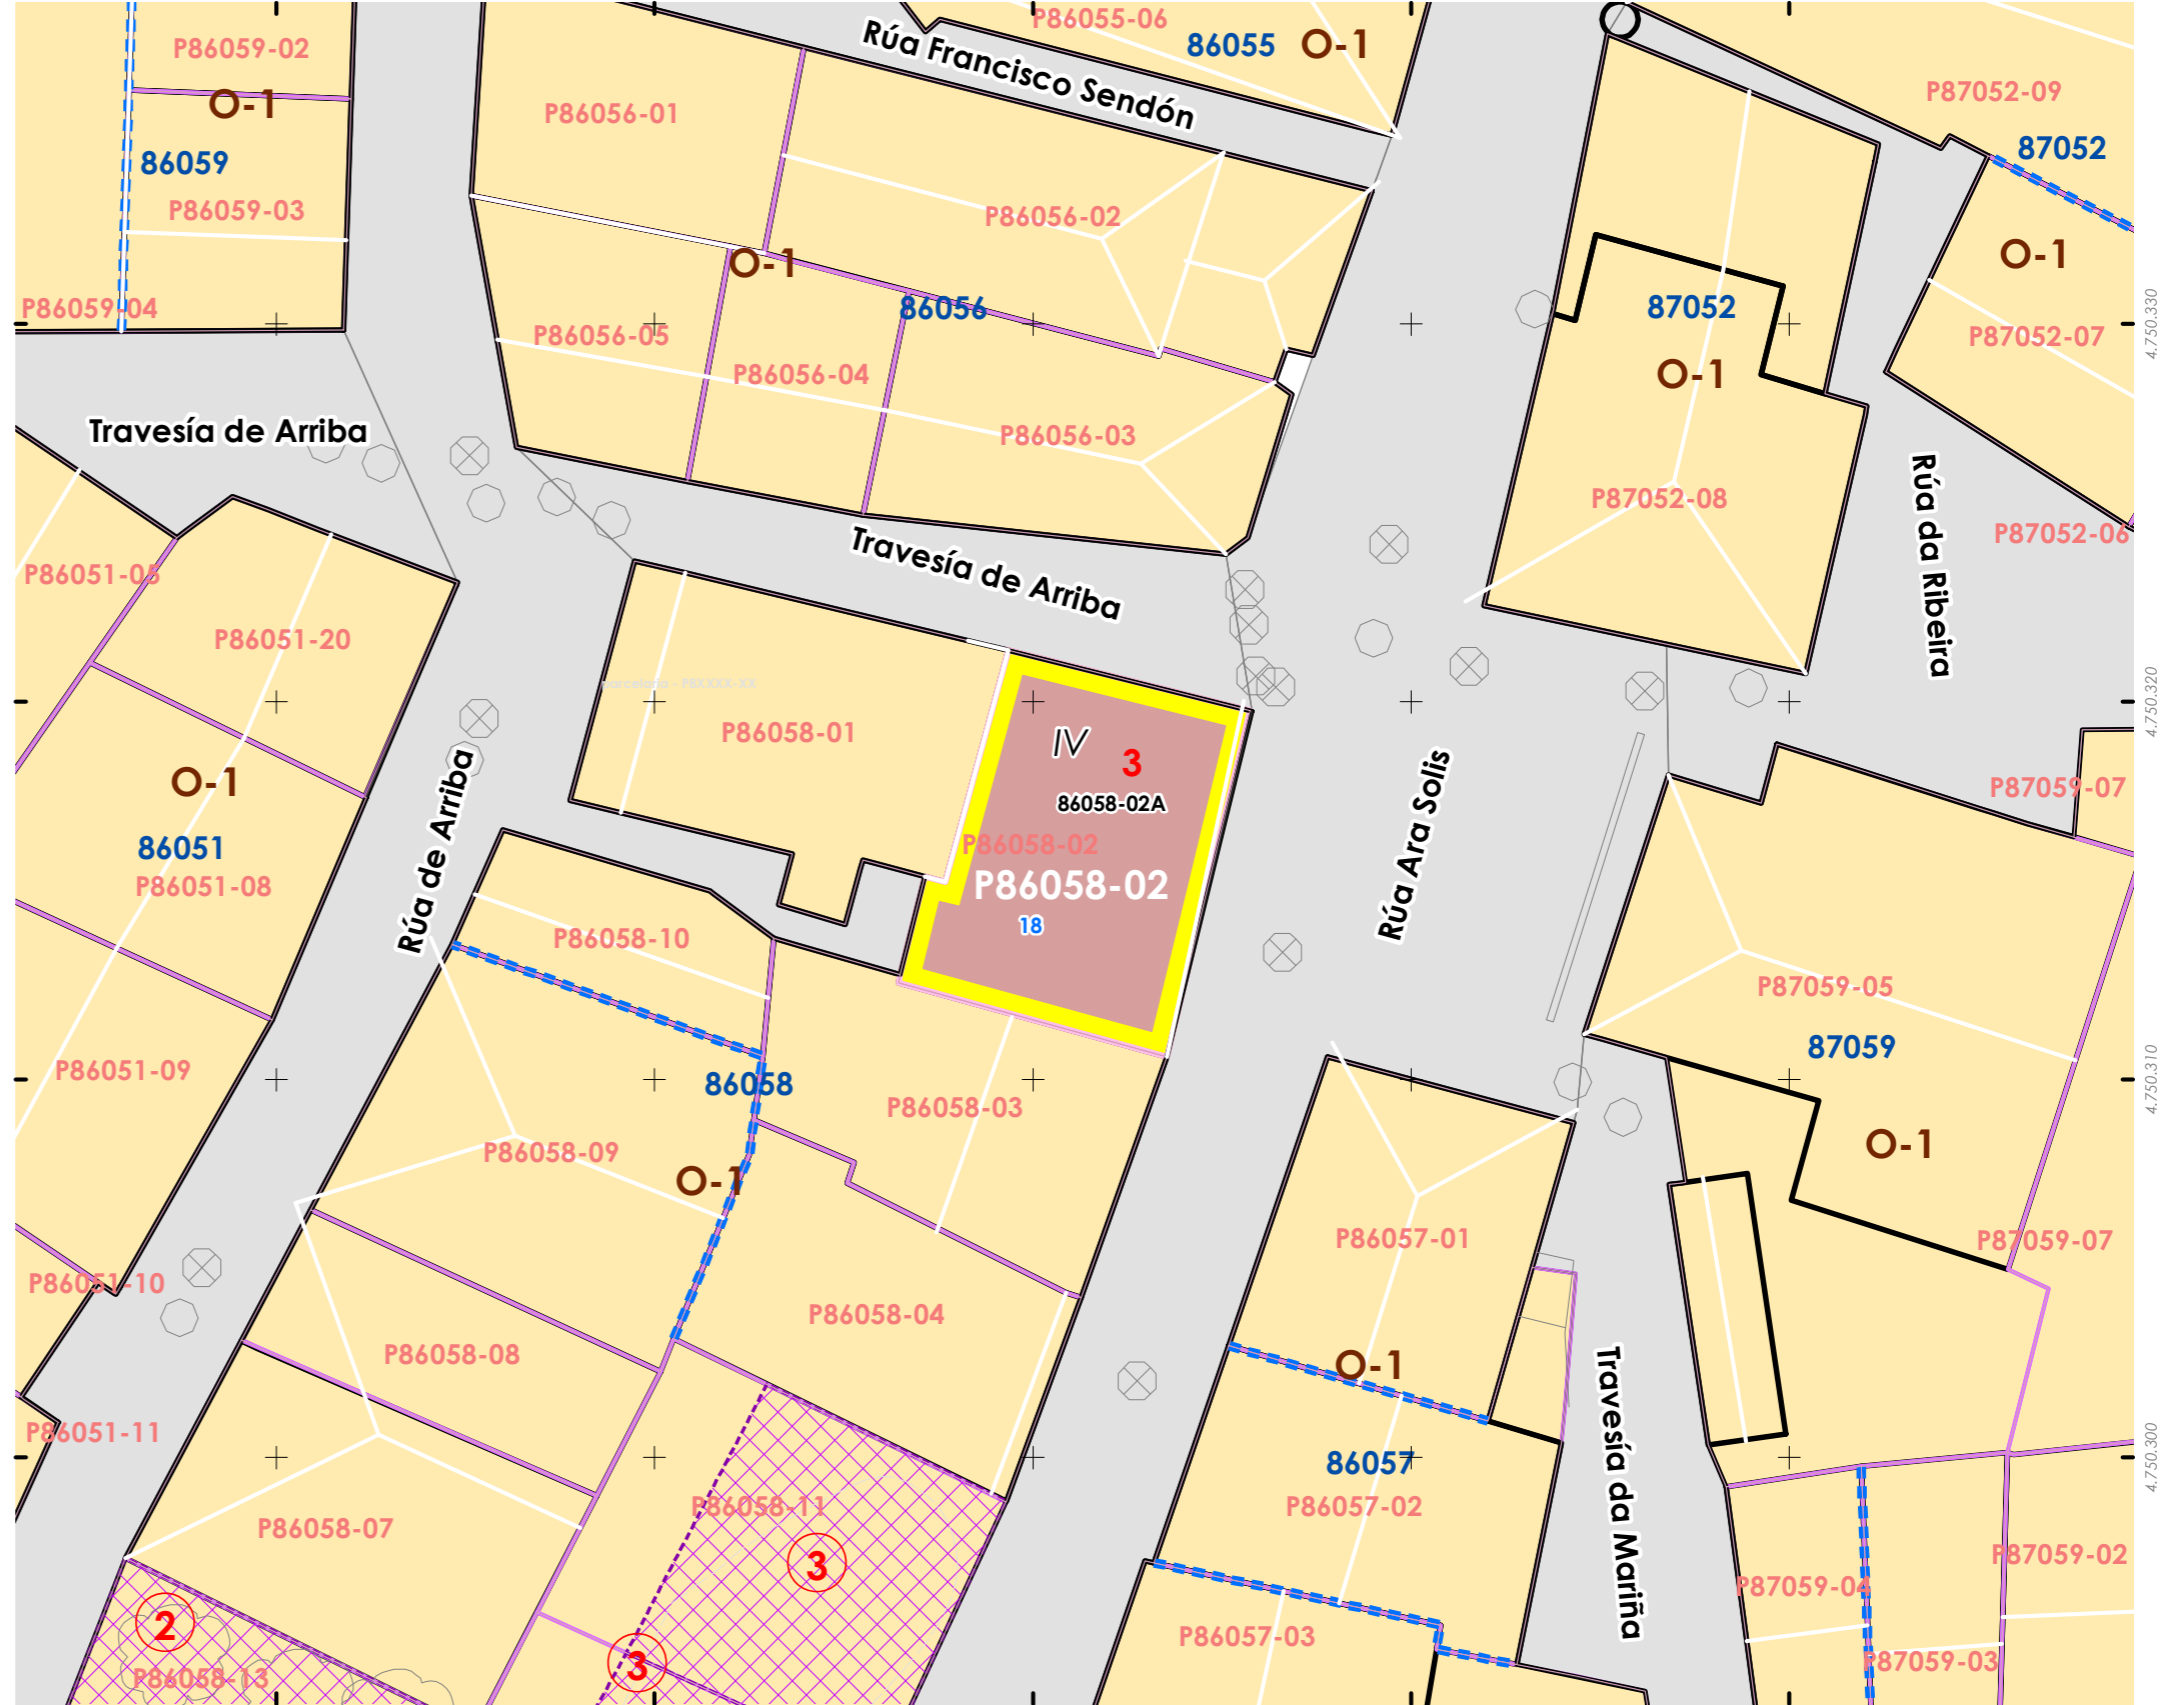 P86055-06
86055
O-1
Rúa Francisco Sendón
P86059-02
O-1
86059
P86059-03
P86059-04
P86056-01
P86056-02
O-1
86056
P86056-05
P86056-04
P86056-03
P87052-09
87052
O-1
P87052-07
87052
O-1
P87052-08
P87052-06
Rúa da Ribeira
4.750.330
Travesía de Arriba
Travesía de Arriba
P86051-05
P86051-20
O-1
86051
P86051-08
P86051-09
P86051-10
P86051-11
Rúa de Arriba
parcelario - P8XXXX-XX
P86058-01
IV
3
86058-02A
P86058-02
P86058-02
18
Rúa Ara Solis
4.750.320
P87059-07
P87059-05
87059
O-1
P87059-07
4.750.310
P86058-10
86058
P86058-03
P86058-09
O-1
P86058-04
P86058-08
P86058-07
P86058-11
3
3
2
P86058-13
P86057-01
O-1
86057
P86057-02
P86057-03
Travesía da Mariña
4.750.300
P87059-02
P87059-04
P87059-03